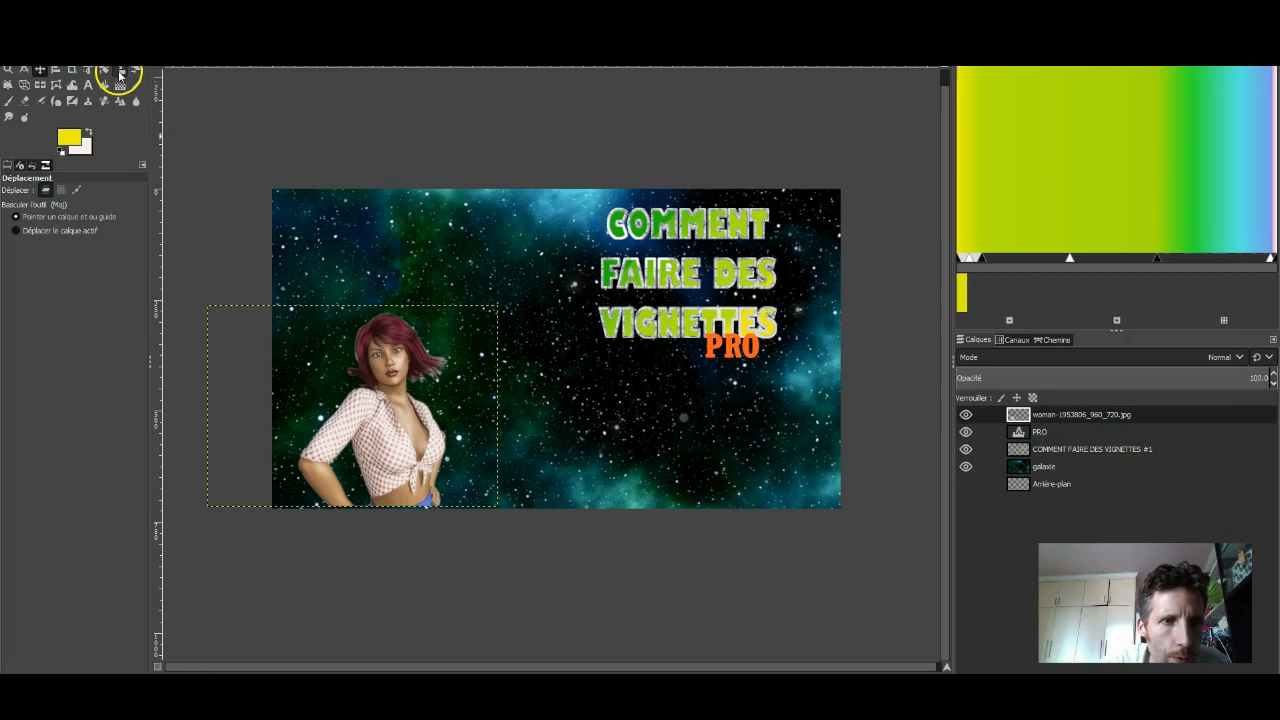 Déplacement
Déplacer :
Basculer l'outil (Maj)
Pointer un calque et ou guide
Déplacer le calque actif
COMMENT
FAIRE DES
VIGNETTES
PRO
Calques Canaux Chemins
Mode Normal
Opacité 100.0
Verrouiller :
woman-1953806_960_720.jpg
PRO
COMMENT FAIRE DES VIGNETTES #1
galaxie
Arrière-plan